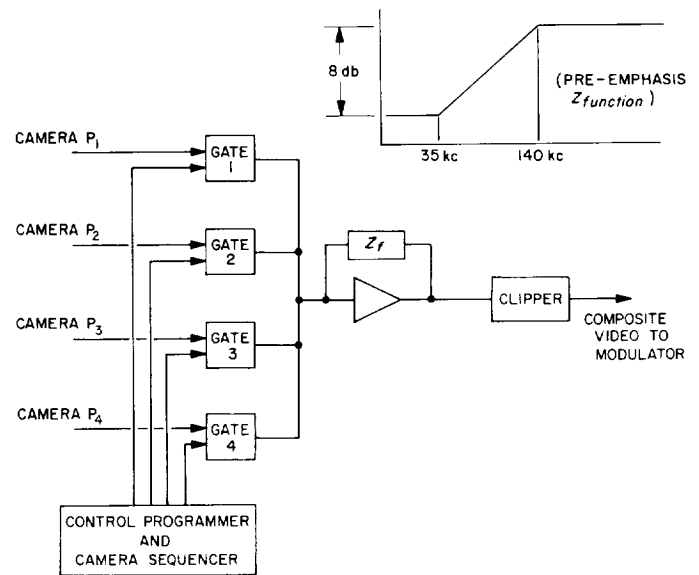 8 db
(PRE-EMPHASIS
Zfunction)
35 kc
140 kc
CAMERA P1
GATE
1
CAMERA P2
GATE
2
Zf
CLIPPER
COMPOSITE
VIDEO TO
MODULATOR
CAMERA P3
GATE
3
CAMERA P4
GATE
4
CONTROL PROGRAMMER
AND
CAMERA SEQUENCER